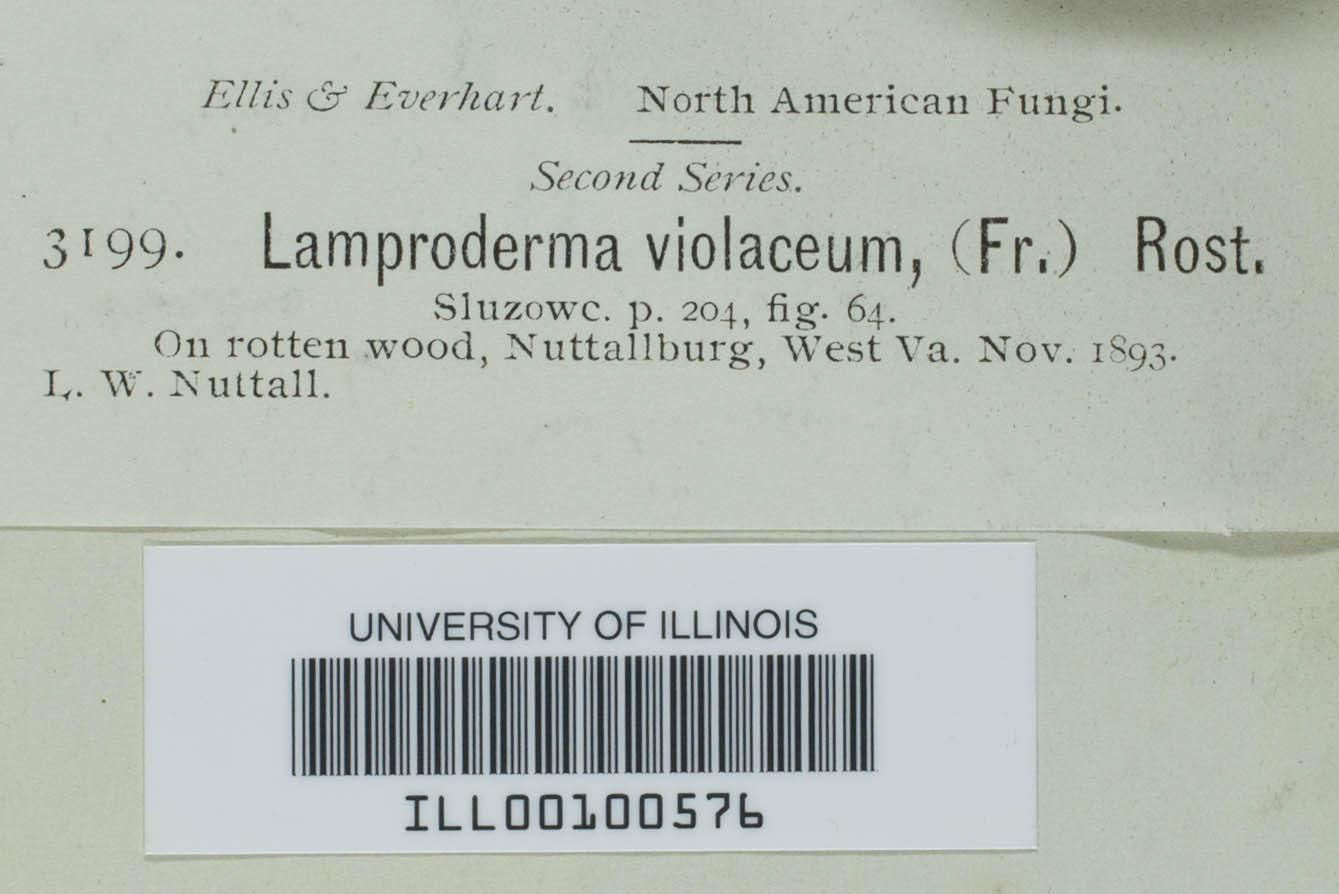 Ellis & Everhart. North American Fungi.
Second Series.
3199. Lamproderma violaceum, (Fr.) Rost.
Sluzowc. p. 204, fig. 64.
On rotten wood, Nuttallburg, West Va. Nov. 1893.
L. W. Nuttall.
UNIVERSITY OF ILLINOIS
ILL00100576